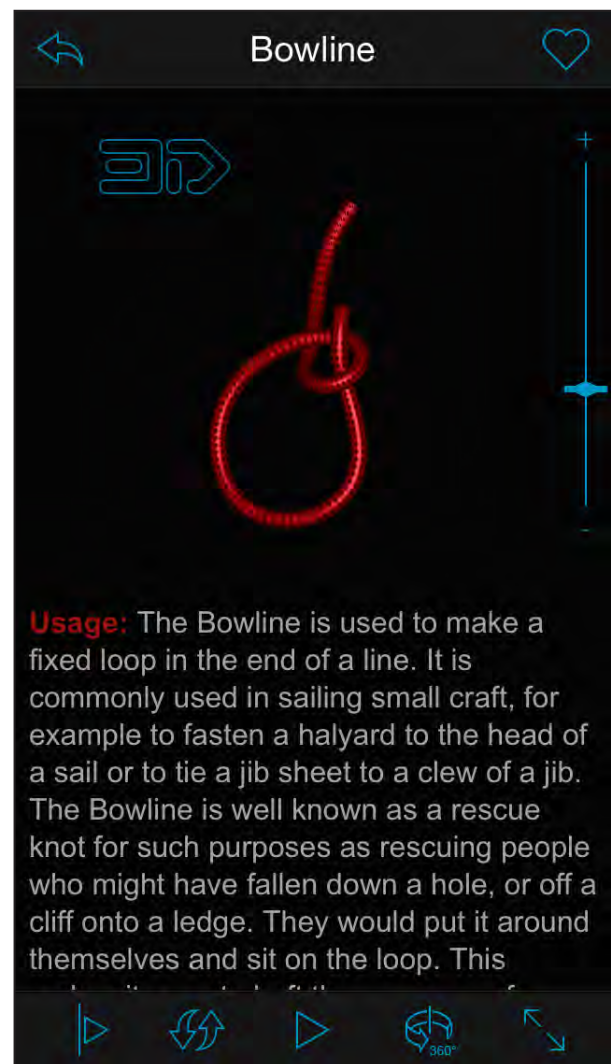 Bowline
3D
+
-
Usage: The Bowline is used to make a
fixed loop in the end of a line. It is
commonly used in sailing small craft, for
example to fasten a halyard to the head of
a sail or to tie a jib sheet to a clew of a jib.
The Bowline is well known as a rescue
knot for such purposes as rescuing people
who might have fallen down a hole, or off a
cliff onto a ledge. They would put it around
themselves and sit on the loop. This
360°